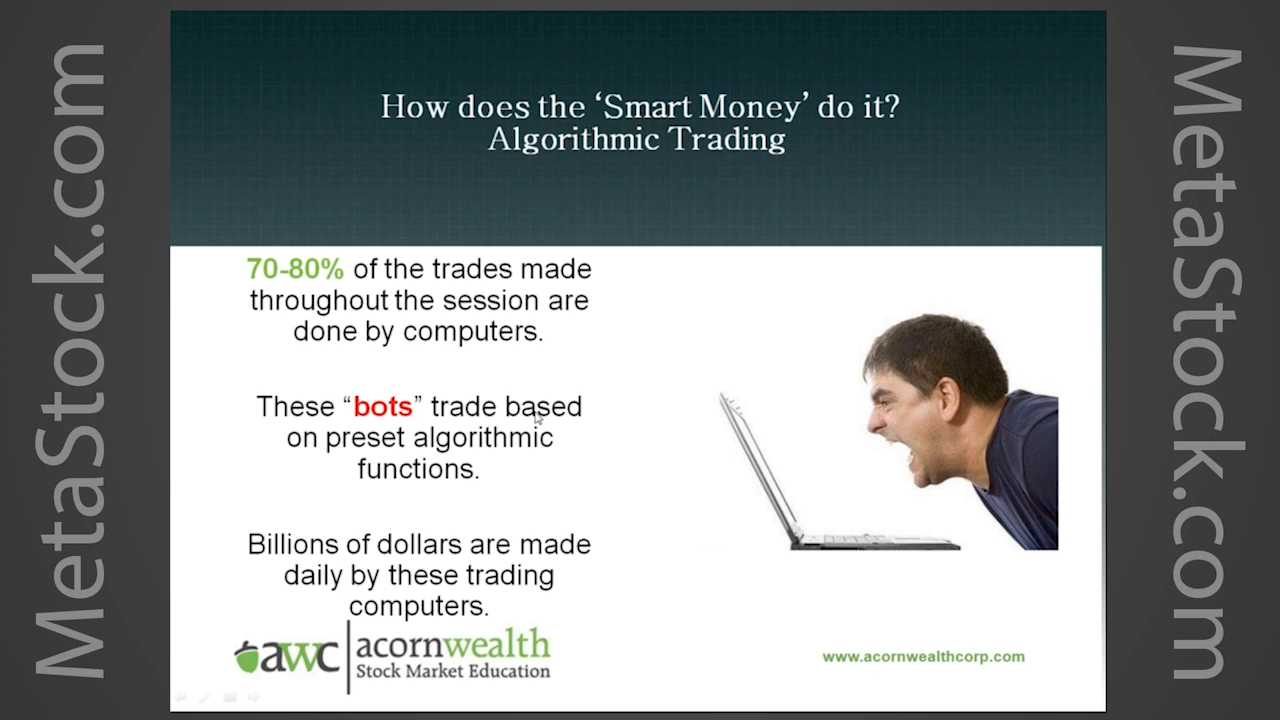 MetaStock.com
How does the ‘Smart Money’ do it?
Algorithmic Trading
70-80% of the trades made
throughout the session are
done by computers.
These “bots” trade based
on preset algorithmic
functions.
Billions of dollars are made
daily by these trading
computers.
awc acornwealth
Stock Market Education
www.acornwealthcorp.com
MetaStock.com